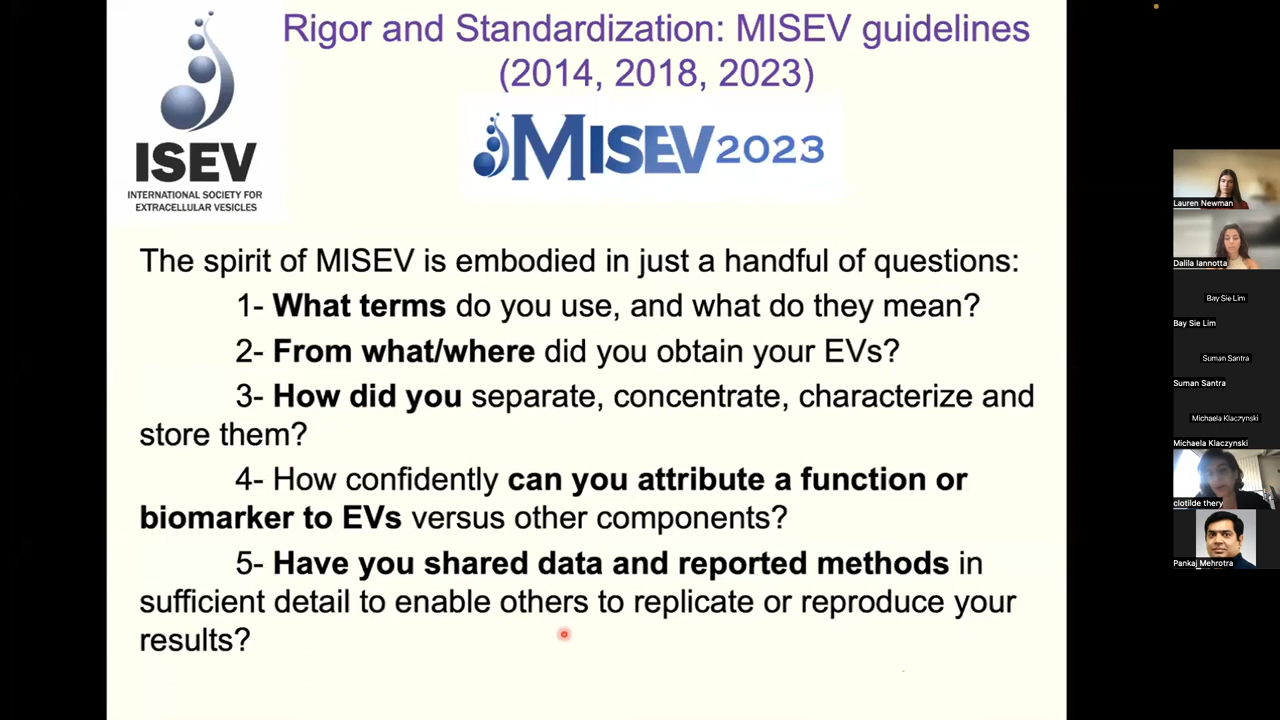 Rigor and Standardization: MISEV guidelines
(2014, 2018, 2023)
ISEV
INTERNATIONAL SOCIETY FOR
EXTRACELLULAR VESICLES
MISEV 2023
The spirit of MISEV is embodied in just a handful of questions:
1- What terms do you use, and what do they mean?
2- From what/where did you obtain your EVs?
3- How did you separate, concentrate, characterize and
store them?
4- How confidently can you attribute a function or
biomarker to EVs versus other components?
5- Have you shared data and reported methods in
sufficient detail to enable others to replicate or reproduce your
results?
Lauren Newman
Dalila Iannotta
Bay Sie Lim
Bay Sie Lim
Suman Santra
Suman Santra
Michaela Klaczynski
Michaela Klaczynski
clotilde thery
Pankaj Mehrotra